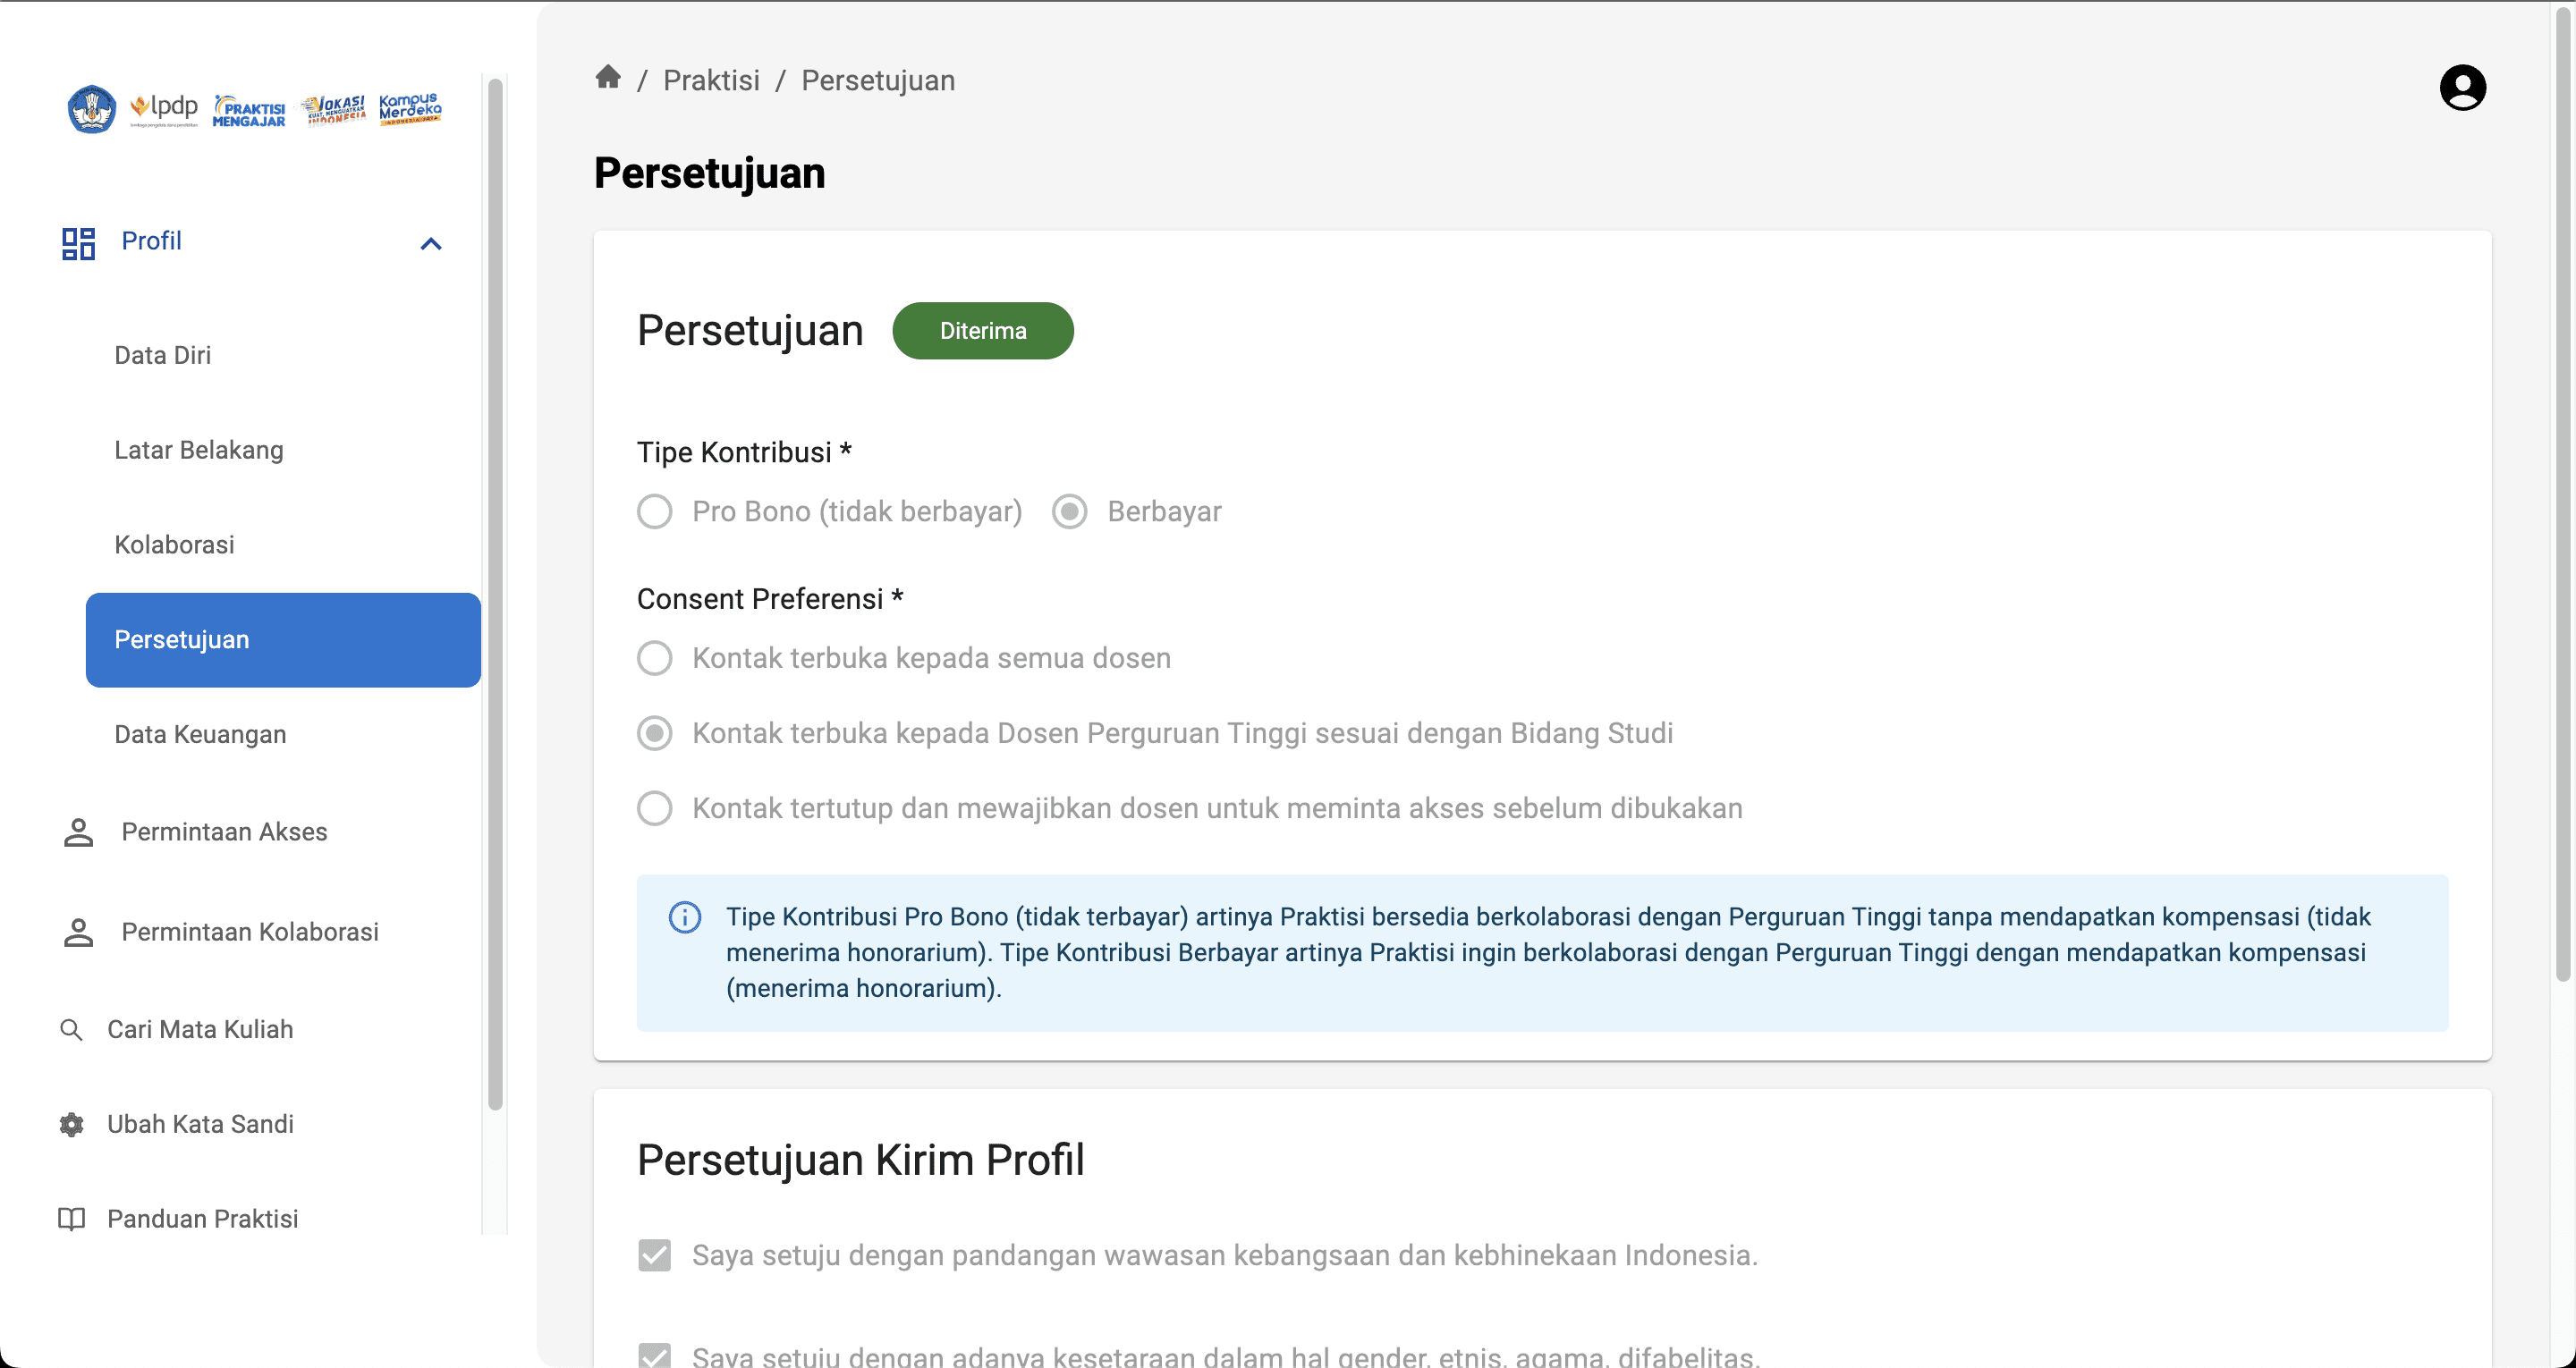 lpdp
PRAKTISI
MENGAJAR
VOKASI
KUAT, MENGUATKAN
INDONESIA
Kampus
Merdeka
INDONESIA JAYA
/ Praktisi / Persetujuan
Persetujuan
Profil
Data Diri
Latar Belakang
Kolaborasi
Persetujuan
Data Keuangan
Permintaan Akses
Permintaan Kolaborasi
Cari Mata Kuliah
Ubah Kata Sandi
Panduan Praktisi
Persetujuan Diterima
Tipe Kontribusi *
Pro Bono (tidak berbayar) Berbayar
Consent Preferensi *
Kontak terbuka kepada semua dosen
Kontak terbuka kepada Dosen Perguruan Tinggi sesuai dengan Bidang Studi
Kontak tertutup dan mewajibkan dosen untuk meminta akses sebelum dibukakan
Tipe Kontribusi Pro Bono (tidak terbayar) artinya Praktisi bersedia berkolaborasi dengan Perguruan Tinggi tanpa mendapatkan kompensasi (tidak
menerima honorarium). Tipe Kontribusi Berbayar artinya Praktisi ingin berkolaborasi dengan Perguruan Tinggi dengan mendapatkan kompensasi
(menerima honorarium).
Persetujuan Kirim Profil
Saya setuju dengan pandangan wawasan kebangsaan dan kebhinekaan Indonesia.
Saya setuju dengan adanya kesetaraan dalam hal gender, etnis, agama, difabelitas.